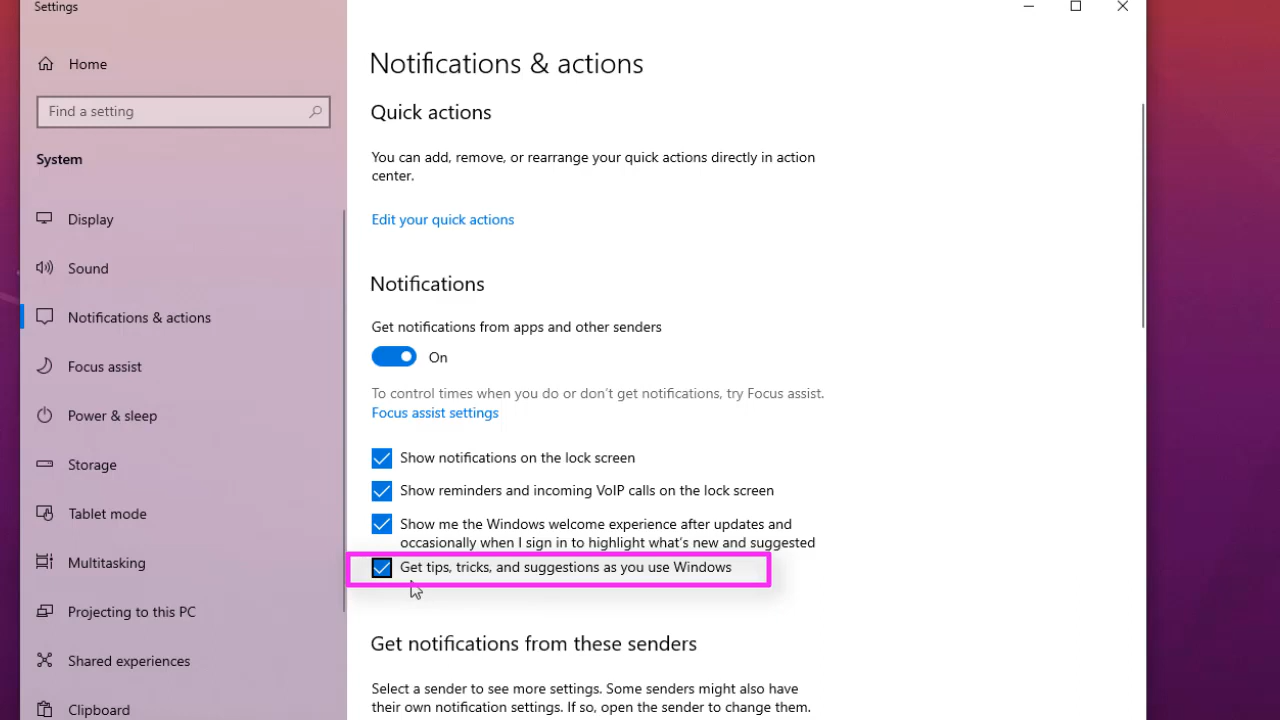 Settings
Home
Find a setting
System
Display
Sound
Notifications & actions
Focus assist
Power & sleep
Storage
Tablet mode
Multitasking
Projecting to this PC
Shared experiences
Clipboard
Notifications & actions
Quick actions
You can add, remove, or rearrange your quick actions directly in action
center.
Edit your quick actions
Notifications
Get notifications from apps and other senders
On
To control times when you do or don't get notifications, try Focus assist.
Focus assist settings
Show notifications on the lock screen
Show reminders and incoming VoIP calls on the lock screen
Show me the Windows welcome experience after updates and
occasionally when I sign in to highlight what's new and suggested
Get tips, tricks, and suggestions as you use Windows
Get notifications from these senders
Select a sender to see more settings. Some senders might also have
their own notification settings. If so, open the sender to change them.